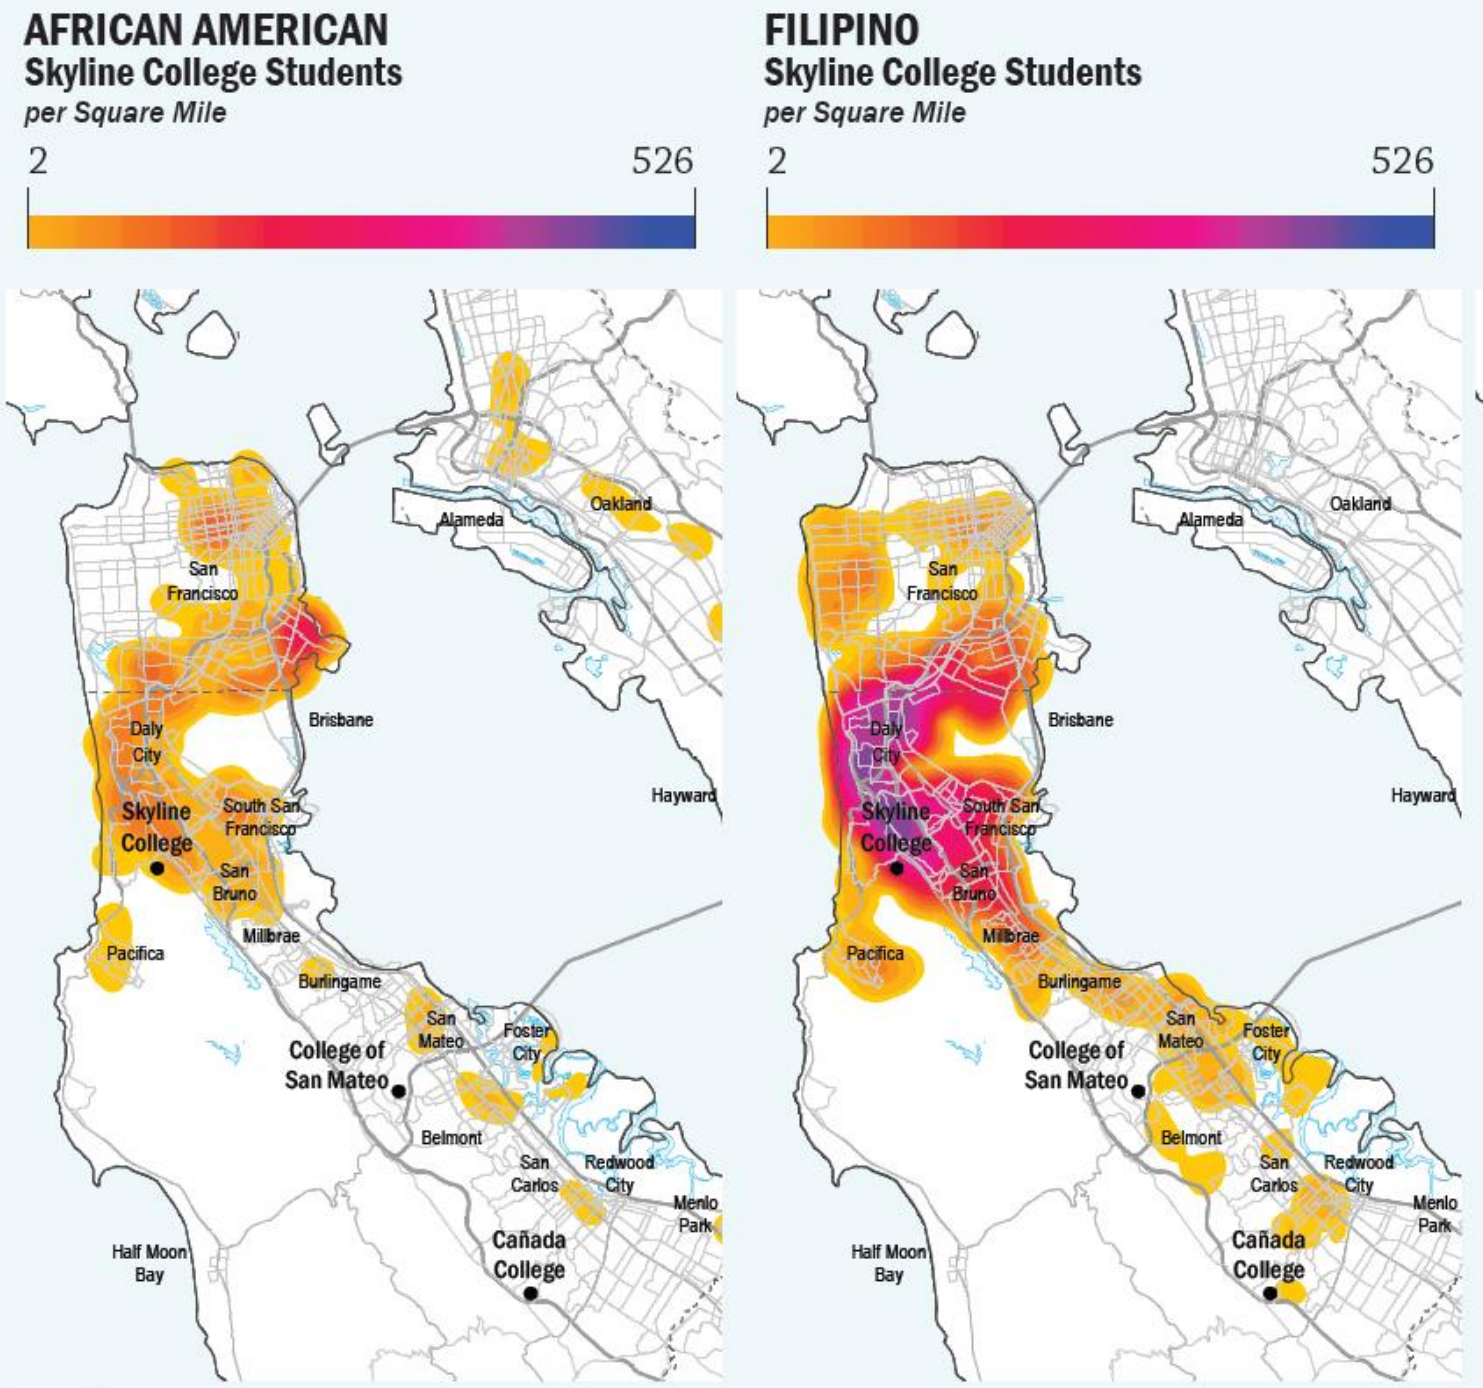 AFRICAN AMERICAN
Skyline College Students
per Square Mile
2 526
Oakland
Alameda
San
Francisco
Brisbane
Daly
City
Hayward
Skyline
College
South San
Francisco
San
Bruno
Millbrae
Pacifica
Burlingame
San
Mateo
Foster
City
College of
San Mateo
Belmont
San
Carlos
Redwood
City
Menlo
Park
Half Moon
Bay
Cañada
College
FILIPINO
Skyline College Students
per Square Mile
2 526
Oakland
Alameda
San
Francisco
Brisbane
Daly
City
Hayward
Skyline
College
South San
Francisco
San
Bruno
Millbrae
Pacifica
Burlingame
San
Mateo
Foster
City
College of
San Mateo
Belmont
San
Carlos
Redwood
City
Menlo
Park
Half Moon
Bay
Cañada
College